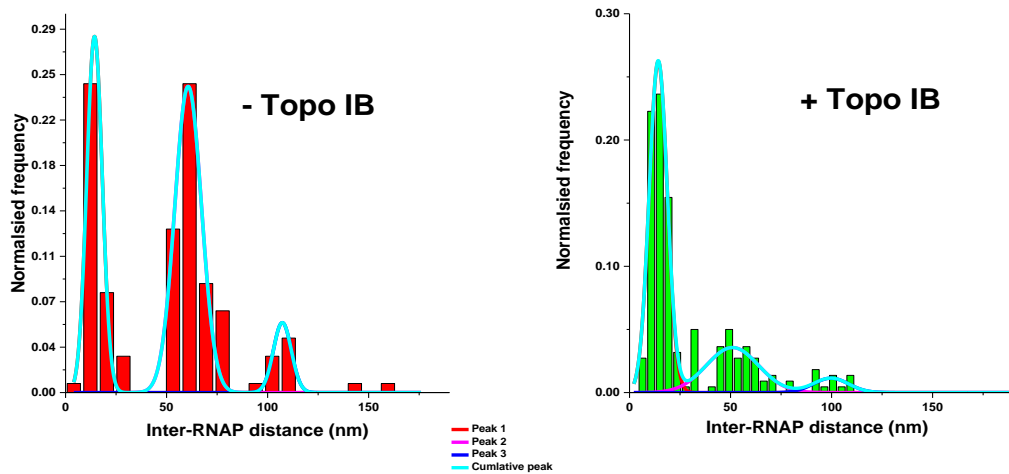 - Topo IB
Normalsied frequency
0.29
0.25
0.22
0.18
0.14
0.11
0.07
0.04
0.00
0
50
100
150
Inter-RNAP distance (nm)
+ Topo IB
Normalsied frequency
0.30
0.20
0.10
0.00
0
50
100
150
Inter-RNAP distance (nm)
Peak 1
Peak 2
Peak 3
Cumlative peak